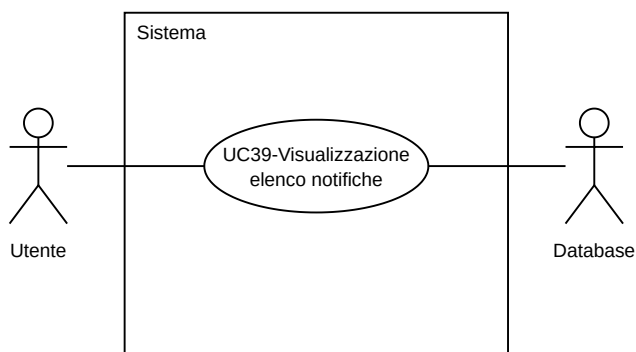 Sistema
UC39-Visualizzazione
elenco notifiche
Utente
Database